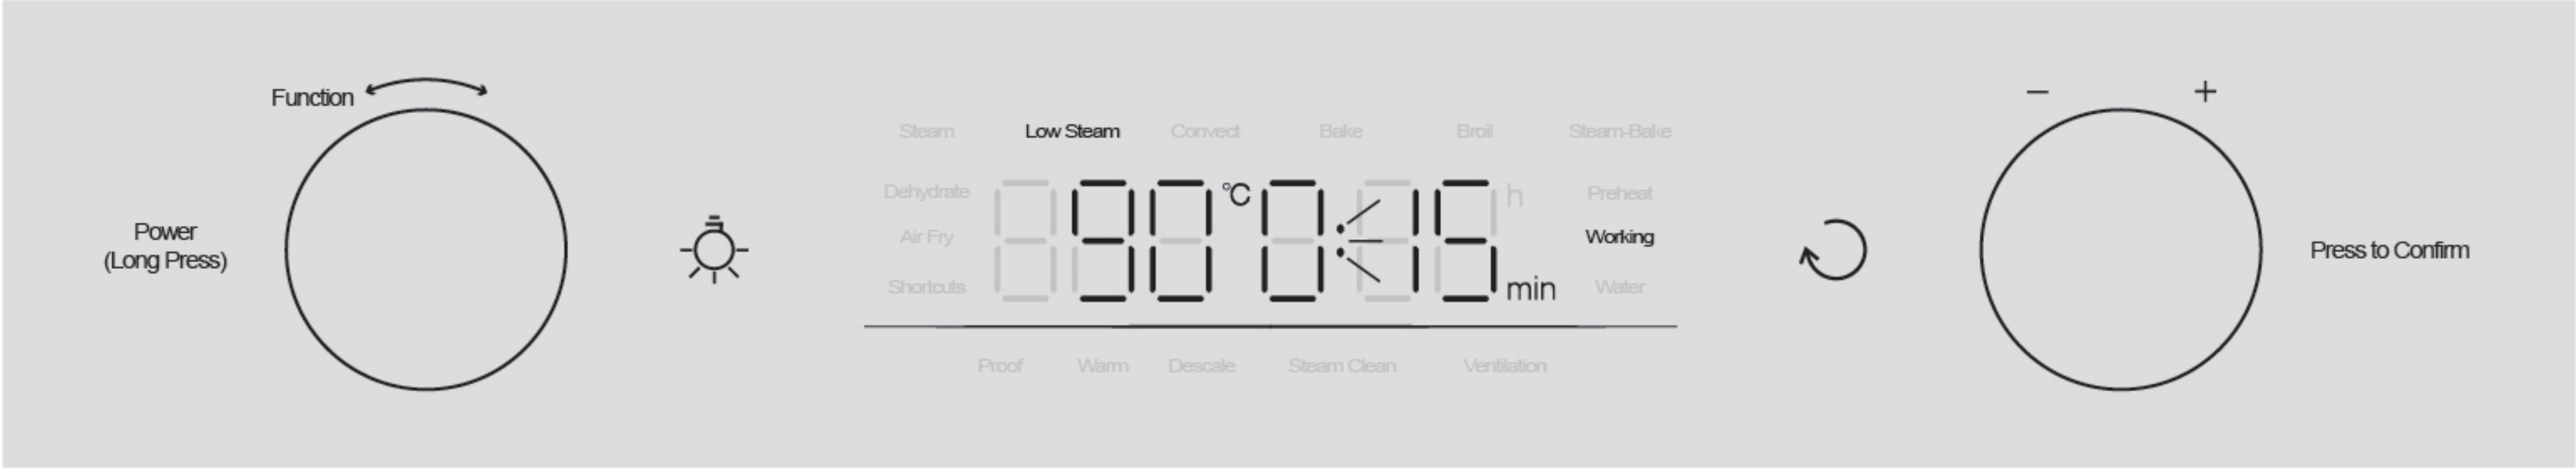 Function
Power
(Long Press)
Steam Low Steam Convect Bake Broil Steam-Bake
Dehydrate
Air Fry
Shortcuts
90 °C 0:15 h min
Preheat
Working
Water
Proof Warm Descale Steam Clean Ventilation
− +
Press to Confirm